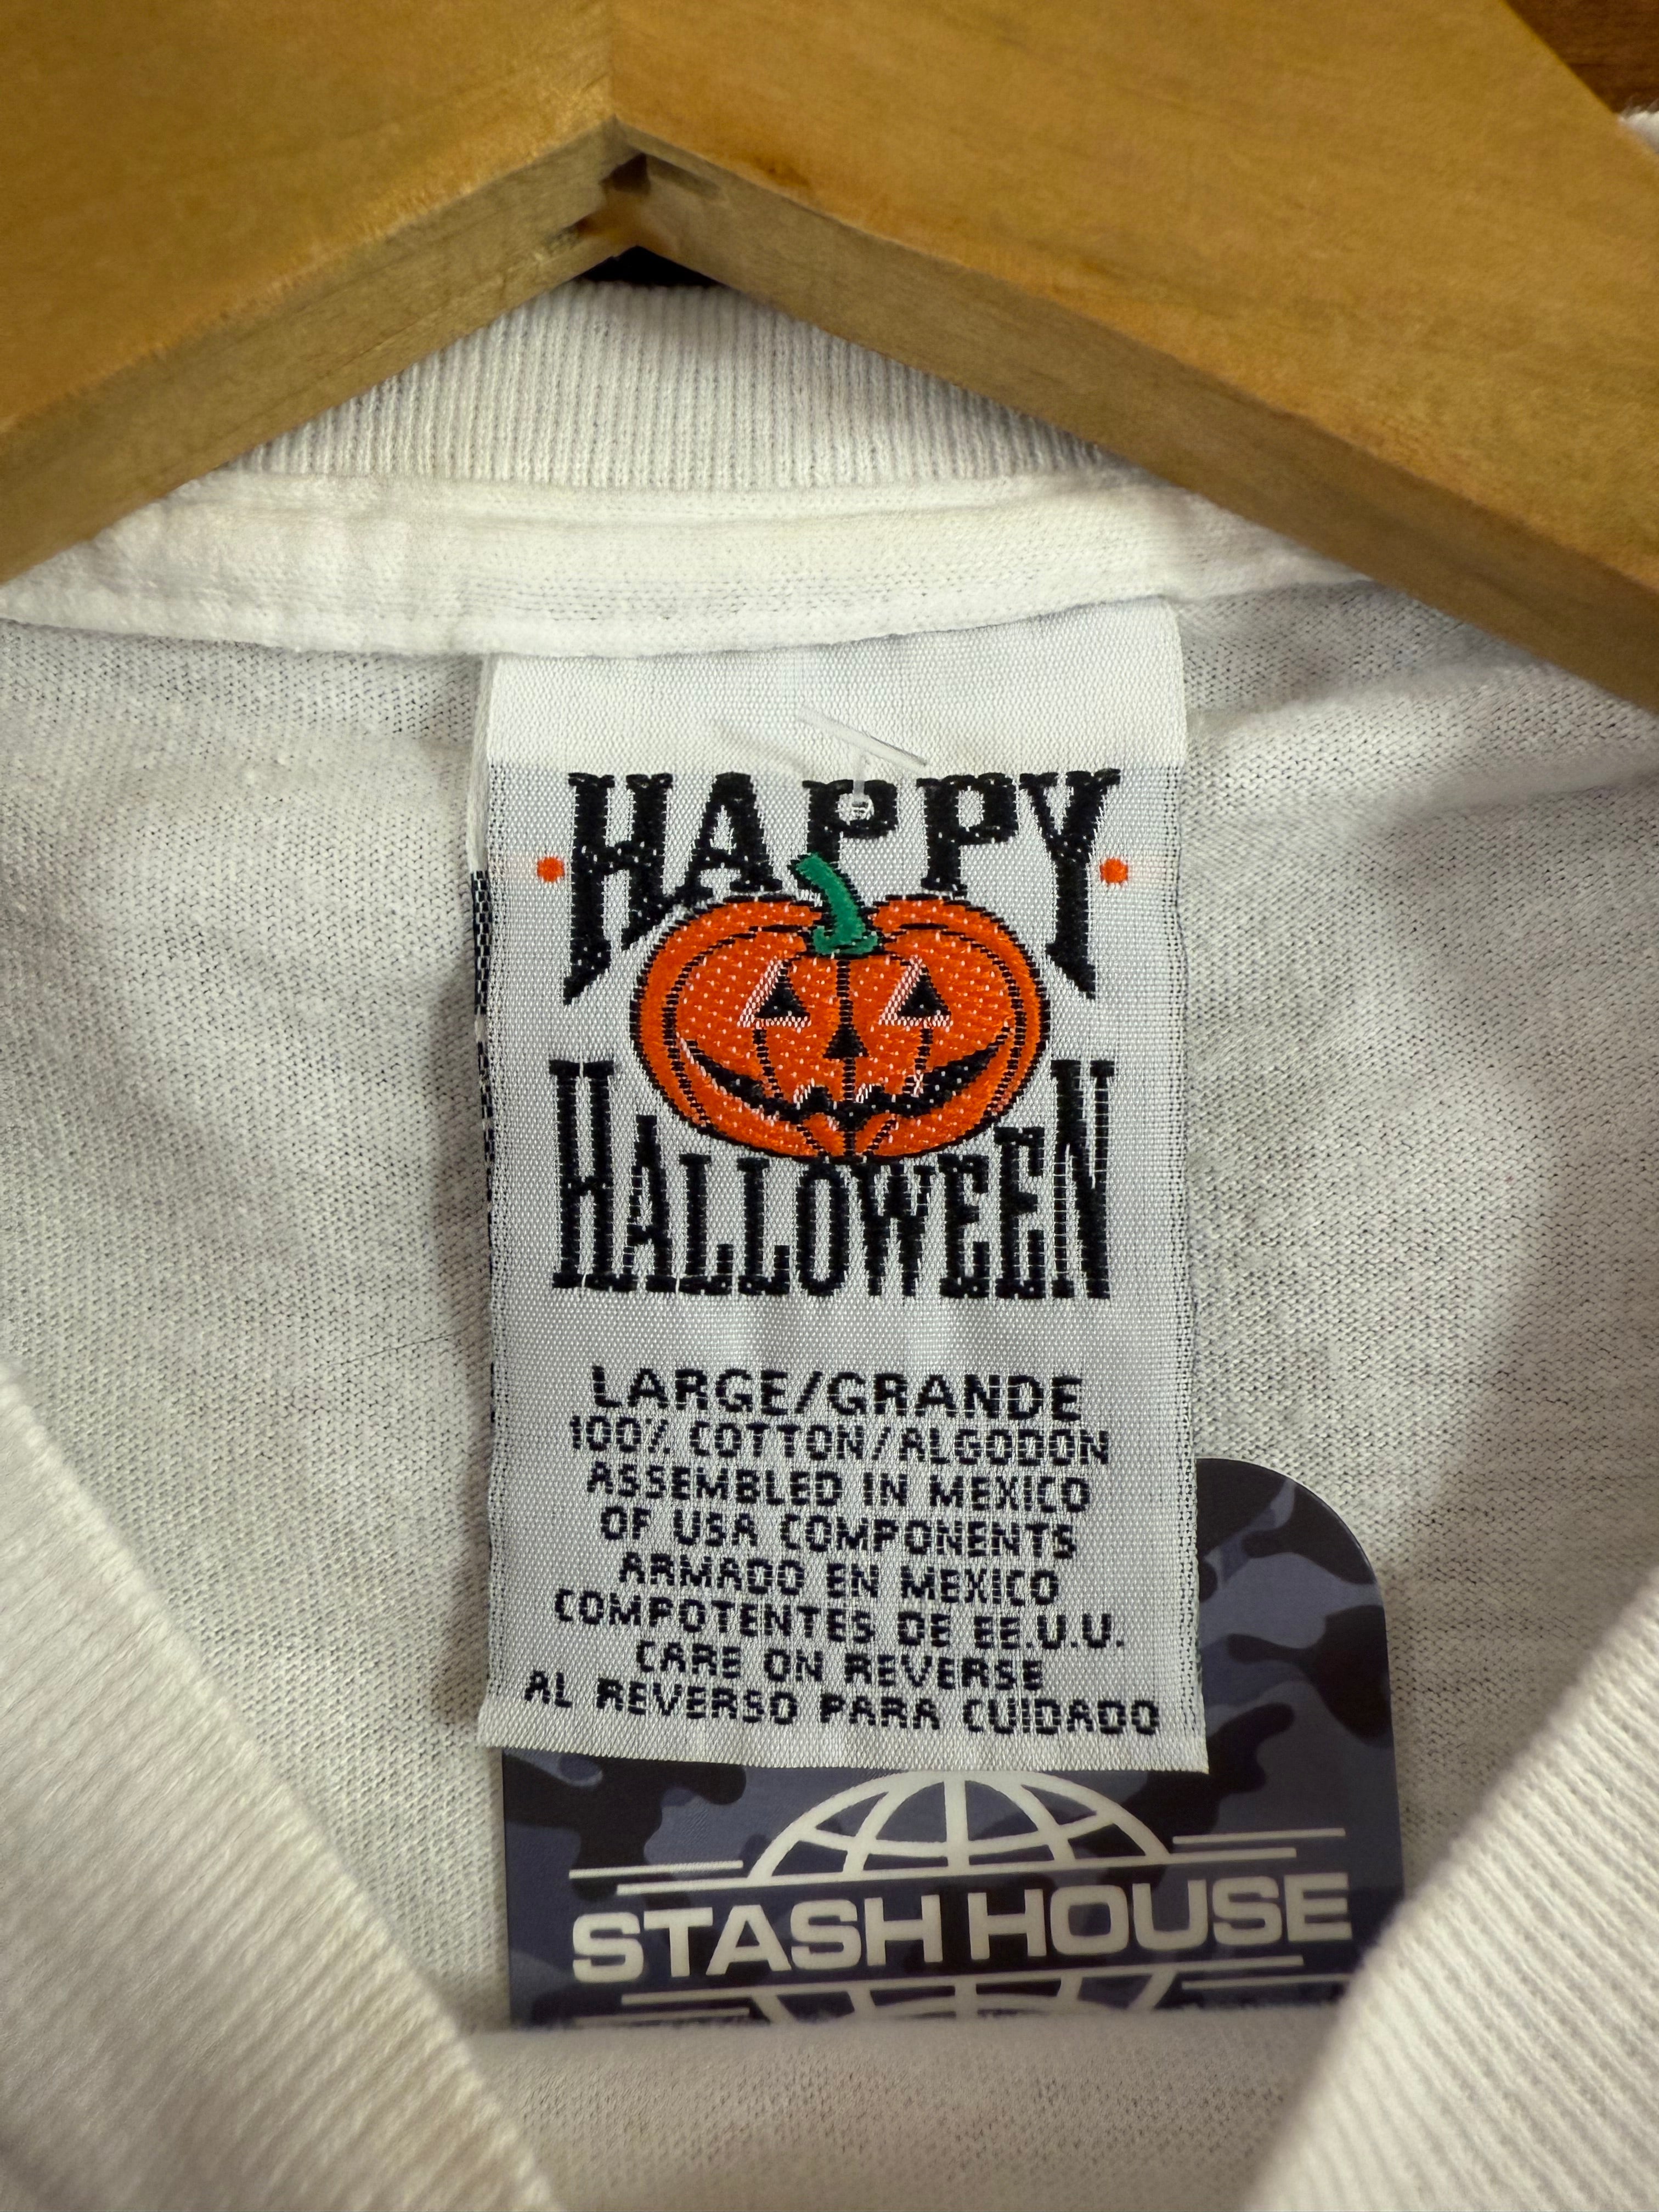 HAPPY
HALLOWEEN
LARGE/GRANDE
100% COTTON/ALGODON
ASSEMBLED IN MEXICO
OF USA COMPONENTS
ARMADO EN MEXICO
COMPOTENTES DE EE.U.U.
CARE ON REVERSE
AL REVERSO PARA CUIDADO
STASH HOUSE